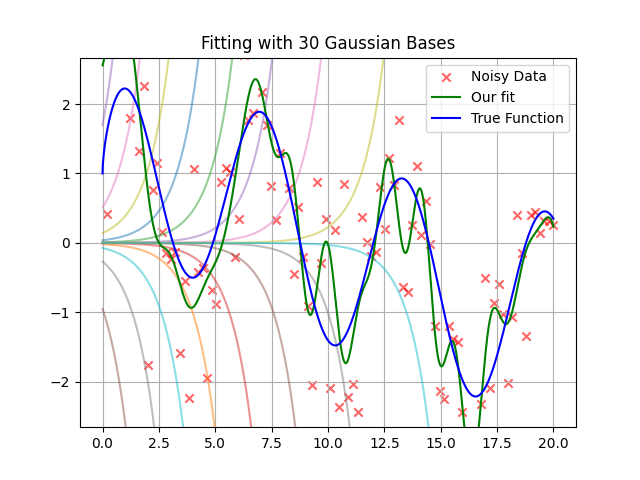 Fitting with 30 Gaussian Bases
Noisy Data
Our fit
True Function
2
1
0
−1
−2
0.0 2.5 5.0 7.5 10.0 12.5 15.0 17.5 20.0